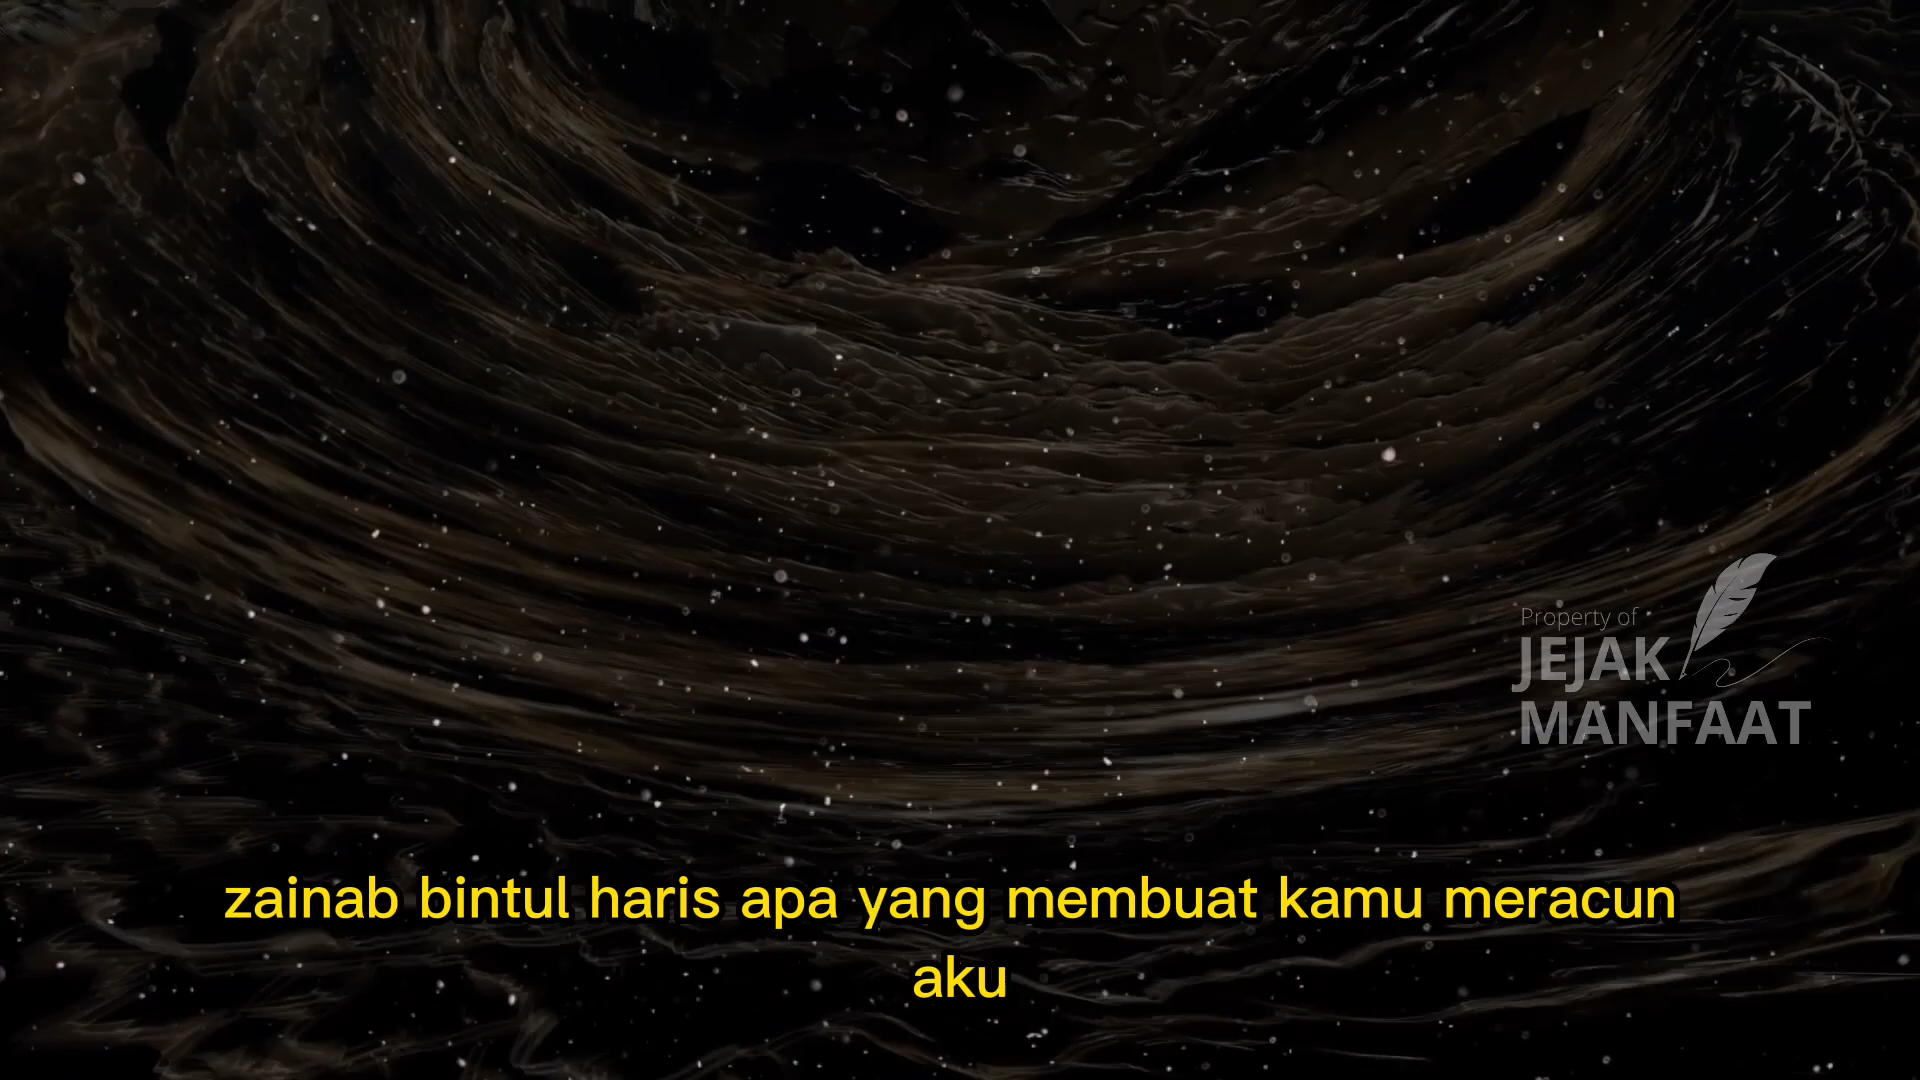 Property of
JEJAK
MANFAAT
zainab bintul haris apa yang membuat kamu meracun
aku